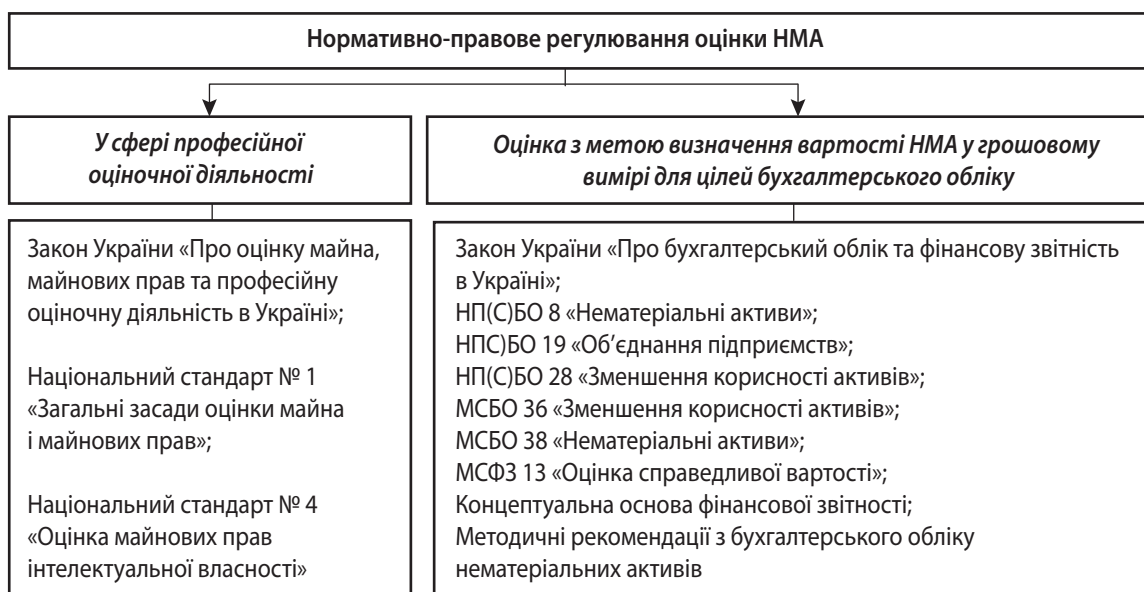 Нормативно-правове регулювання оцінки НМА
У сфері професійної
оціночної діяльності
Оцінка з метою визначення вартості НМА у грошовому
вимірі для цілей бухгалтерського обліку
Закон України «Про оцінку майна,
майнових прав та професійну
оціночну діяльність в Україні»;
Національний стандарт № 1
«Загальні засади оцінки майна
і майнових прав»;
Національний стандарт № 4
«Оцінка майнових прав
інтелектуальної власності»
Закон України «Про бухгалтерський облік та фінансову звітність
в Україні»;
НП(С)БО 8 «Нематеріальні активи»;
НПС)БО 19 «Об’єднання підприємств»;
НП(С)БО 28 «Зменшення корисності активів»;
МСБО 36 «Зменшення корисності активів»;
МСБО 38 «Нематеріальні активи»;
МСФЗ 13 «Оцінка справедливої вартості»;
Концептуальна основа фінансової звітності;
Методичні рекомендації з бухгалтерського обліку
нематеріальних активів